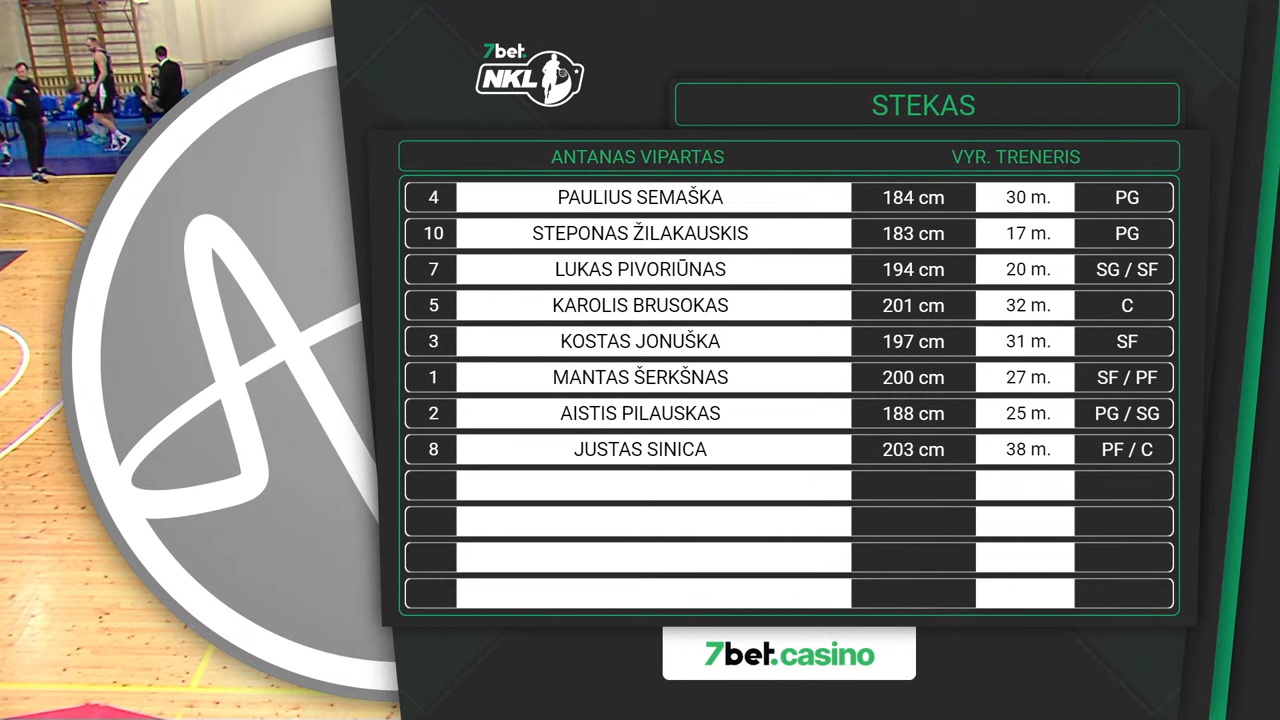 7bet.
NKL
STEKAS
ANTANAS VIPARTAS VYR. TRENERIS
4 PAULIUS SEMAŠKA 184 cm 30 m. PG
10 STEPONAS ŽILAKAUSKIS 183 cm 17 m. PG
7 LUKAS PIVORIŪNAS 194 cm 20 m. SG / SF
5 KAROLIS BRUSOKAS 201 cm 32 m. C
3 KOSTAS JONUŠKA 197 cm 31 m. SF
1 MANTAS ŠERKŠNAS 200 cm 27 m. SF / PF
2 AISTIS PILAUSKAS 188 cm 25 m. PG / SG
8 JUSTAS SINICA 203 cm 38 m. PF / C
7bet.casino